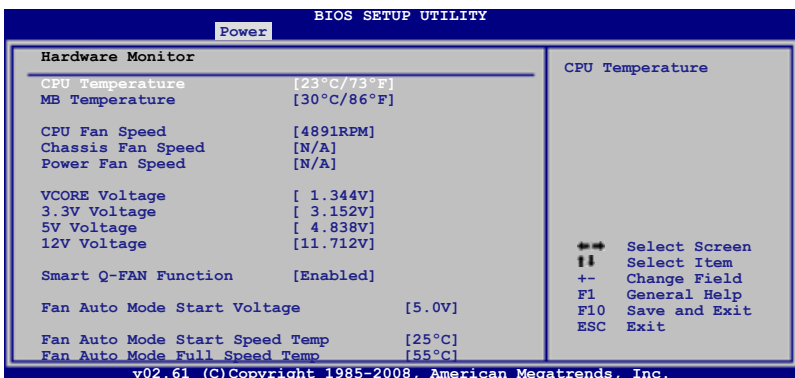 BIOS SETUP UTILITY
Power
Hardware Monitor
CPU Temperature [23°C/73°F]
MB Temperature [30°C/86°F]
CPU Fan Speed [4891RPM]
Chassis Fan Speed [N/A]
Power Fan Speed [N/A]
VCORE Voltage [ 1.344V]
3.3V Voltage [ 3.152V]
5V Voltage [ 4.838V]
12V Voltage [11.712V]
Smart Q-FAN Function [Enabled]
Fan Auto Mode Start Voltage [5.0V]
Fan Auto Mode Start Speed Temp [25°C]
Fan Auto Mode Full Speed Temp [55°C]
CPU Temperature
←→ Select Screen
↑↓ Select Item
+- Change Field
F1 General Help
F10 Save and Exit
ESC Exit
v02.61 (C)Copyright 1985-2008, American Megatrends, Inc.